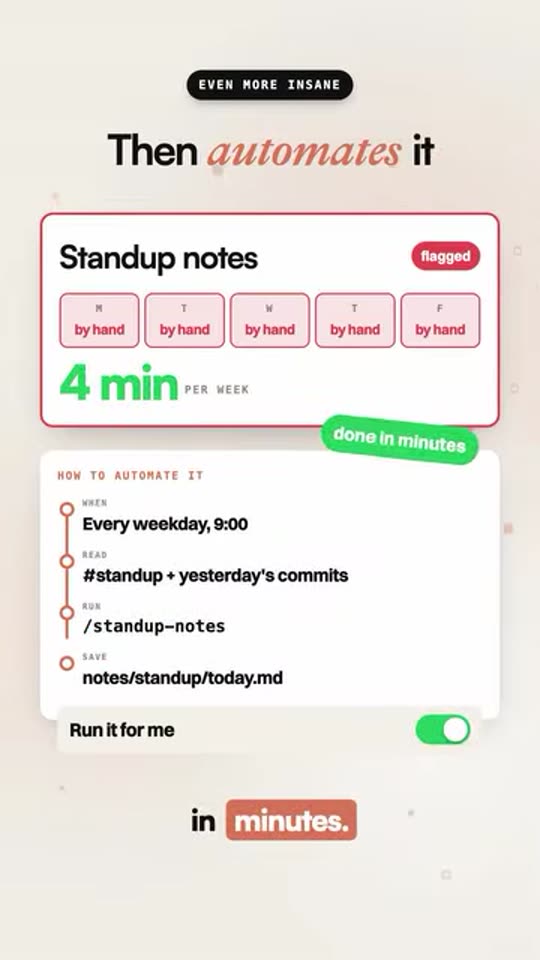 EVEN MORE INSANE
Then automates it
Standup notes
flagged
M T W T F
by hand by hand by hand by hand by hand
4 min PER WEEK
done in minutes
HOW TO AUTOMATE IT
WHEN
Every weekday, 9:00
READ
#standup + yesterday's commits
RUN
/standup-notes
SAVE
notes/standup/today.md
Run it for me
in minutes.